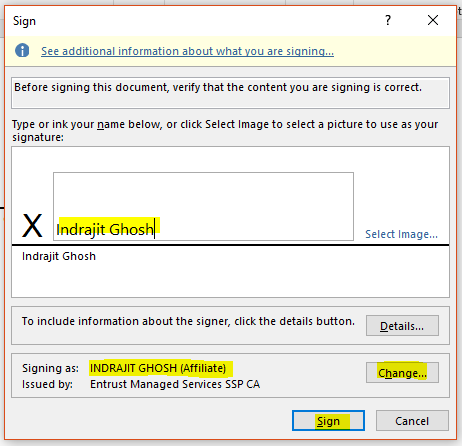 Sign
?
See additional information about what you are signing...
Before signing this document, verify that the content you are signing is correct.
Type or ink your name below, or click Select Image to select a picture to use as your
signature:
X
Indrajit Ghosh
Select Image...
Indrajit Ghosh
To include information about the signer, click the details button.
Details...
Signing as: INDRAJIT GHOSH (Affiliate)
Change...
Issued by: Entrust Managed Services SSP CA
Sign
Cancel